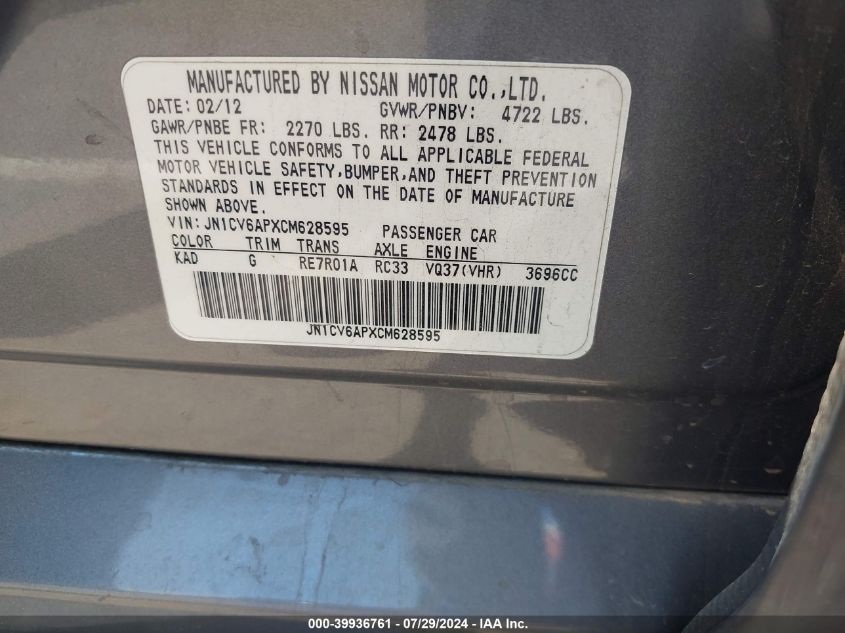 MANUFACTURED BY NISSAN MOTOR CO.,LTD.
DATE: 02/12 GVWR/PNBV: 4722 LBS.
GAWR/PNBE FR: 2270 LBS. RR: 2478 LBS.
THIS VEHICLE CONFORMS TO ALL APPLICABLE FEDERAL
MOTOR VEHICLE SAFETY,BUMPER,AND THEFT PREVENTION
STANDARDS IN EFFECT ON THE DATE OF MANUFACTURE
SHOWN ABOVE.
VIN: JN1CV6APXCM628595 PASSENGER CAR
COLOR TRIM TRANS AXLE ENGINE
KAD G RE7R01A RC33 VQ37(VHR) 3696CC
JN1CV6APXCM628595
000-39936761 - 07/29/2024 - IAA Inc.